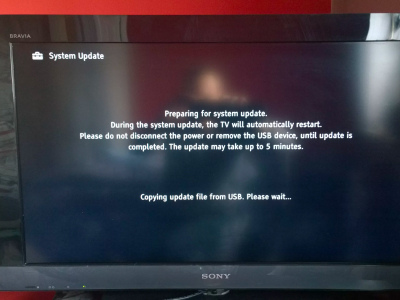 BRAVIA
System Update
Preparing for system update.
During the system update, the TV will automatically restart.
Please do not disconnect the power or remove the USB device, until update is
completed. The update may take up to 5 minutes.
Copying update file from USB. Please wait...
SONY